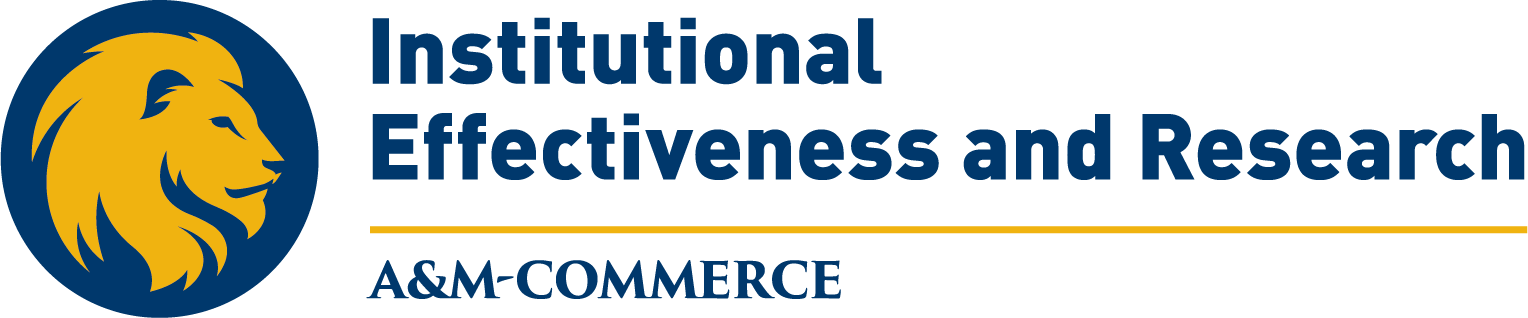 Institutional
Effectiveness and Research
A&M-COMMERCE